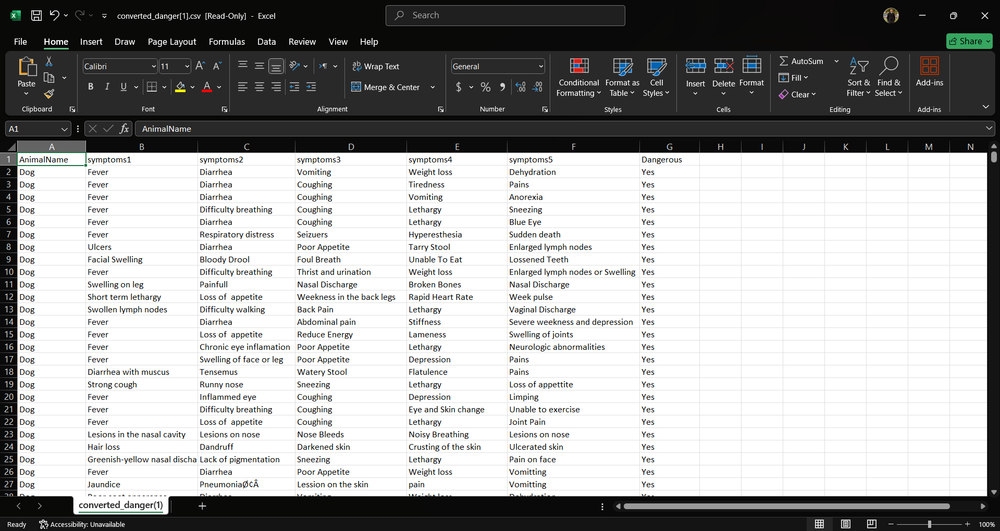 converted_danger[1].csv [Read-Only] - Excel
Search
File Home Insert Draw Page Layout Formulas Data Review View Help
Share
Paste
Clipboard
Calibri 11
B I U
Font
Wrap Text
Merge & Center
Alignment
General
$ % 9
Number
Conditional Formatting
Format as Table
Cell Styles
Styles
Insert Delete Format
Cells
AutoSum
Fill
Clear
Sort & Filter
Find & Select
Editing
Add-ins
Add-ins
A1 fx AnimalName
A B C D E F G H I J K L M N
1 AnimalName symptoms1 symptoms2 symptoms3 symptoms4 symptoms5 Dangerous
2 Dog Fever Diarrhea Vomiting Weight loss Dehydration Yes
3 Dog Fever Diarrhea Coughing Tiredness Pains Yes
4 Dog Fever Diarrhea Coughing Vomiting Anorexia Yes
5 Dog Fever Difficulty breathing Coughing Lethargy Sneezing Yes
6 Dog Fever Diarrhea Coughing Lethargy Blue Eye Yes
7 Dog Fever Respiratory distress Seizuers Hyperesthesia Sudden death Yes
8 Dog Ulcers Diarrhea Poor Appetite Tarry Stool Enlarged lymph nodes Yes
9 Dog Facial Swelling Bloody Drool Foul Breath Unable To Eat Lossened Teeth Yes
10 Dog Fever Difficulty breathing Thrist and urination Weight loss Enlarged lymph nodes or Swelling Yes
11 Dog Swelling on leg Painfull Nasal Discharge Broken Bones Nasal Discharge Yes
12 Dog Short term lethargy Loss of  appetite Weekness in the back legs Rapid Heart Rate Week pulse Yes
13 Dog Swollen lymph nodes Difficulty walking Back Pain Lethargy Vaginal Discharge Yes
14 Dog Fever Diarrhea Abdominal pain Stiffness Severe weekness and depression Yes
15 Dog Fever Loss of  appetite Reduce Energy Lameness Swelling of joints Yes
16 Dog Fever Chronic eye inflamation Poor Appetite Lethargy Neurologic abnormalities Yes
17 Dog Fever Swelling of face or leg Poor Appetite Depression Pains Yes
18 Dog Diarrhea with muscus Tensemus Watery Stool Flatulence Pains Yes
19 Dog Strong cough Runny nose Sneezing Lethargy Loss of appettite Yes
20 Dog Fever Inflammed eye Coughing Depression Limping Yes
21 Dog Fever Difficulty breathing Coughing Eye and Skin change Unable to exercise Yes
22 Dog Fever Loss of  appetite Coughing Lethargy Joint Pain Yes
23 Dog Lesions in the nasal cavity Lesions on nose Nose Bleeds Noisy Breathing Lesions on nose Yes
24 Dog Hair loss Dandruff Darkened skin Crusting of the skin Ulcerated skin Yes
25 Dog Greenish-yellow nasal discha Lack of pigmentation Sneezing Lethargy Pain on face Yes
26 Dog Fever Diarrhea Poor Appetite Weight loss Vomitting Yes
27 Dog Jaundice PneumoniaØ¢Â Lession on the skin pain Vomitting Yes
converted_danger(1)
Ready Accessibility: Unavailable
100%